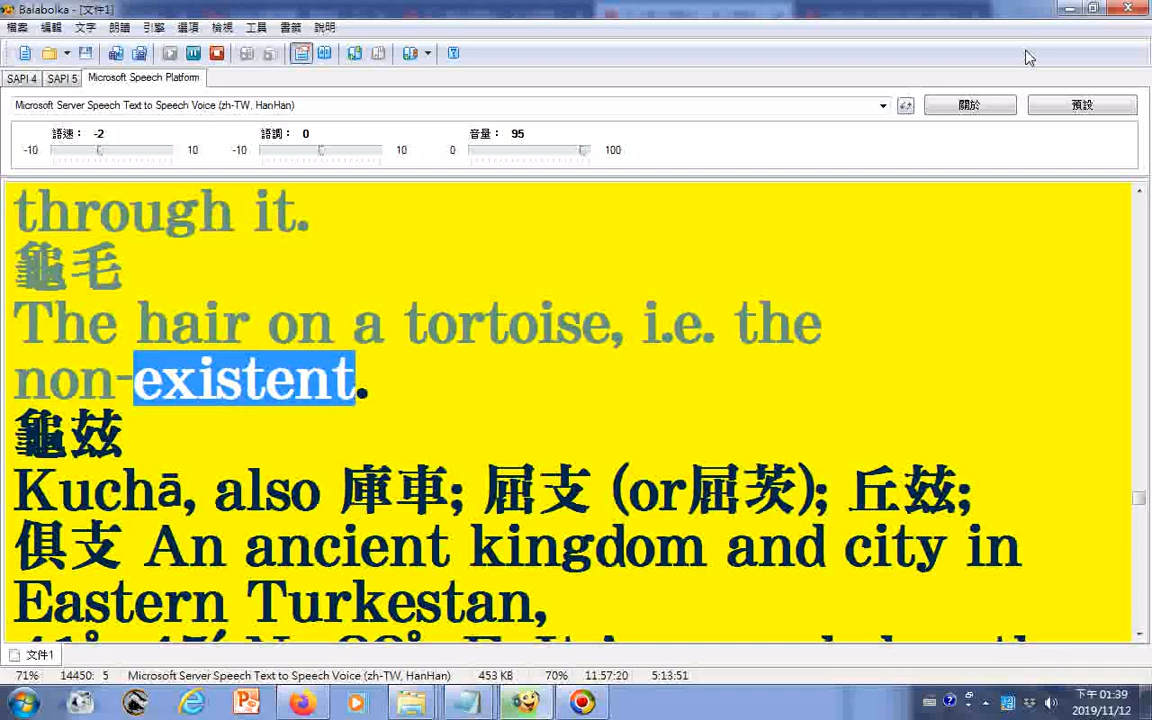 Balabolka - [文件1]
檔案 編輯 文字 朗讀 引擎 選項 檢視 工具 書籤 說明
SAPI 4 SAPI 5 Microsoft Speech Platform
Microsoft Server Speech Text to Speech Voice (zh-TW, HanHan) 關於 預設
語速： -2 語調： 0 音量： 95
-10 10 -10 10 0 100
through it.
龜毛
The hair on a tortoise, i.e. the
non-existent.
龜茲
Kuchā, also 庫車; 屈支 (or屈茨); 丘玆;
俱支 An ancient kingdom and city in
Eastern Turkestan,
文件1
71% 14450: 5 Microsoft Server Speech Text to Speech Voice (zh-TW, HanHan) 453 KB 70% 11:57:20 5:13:51
下午 01:39
2019/11/12